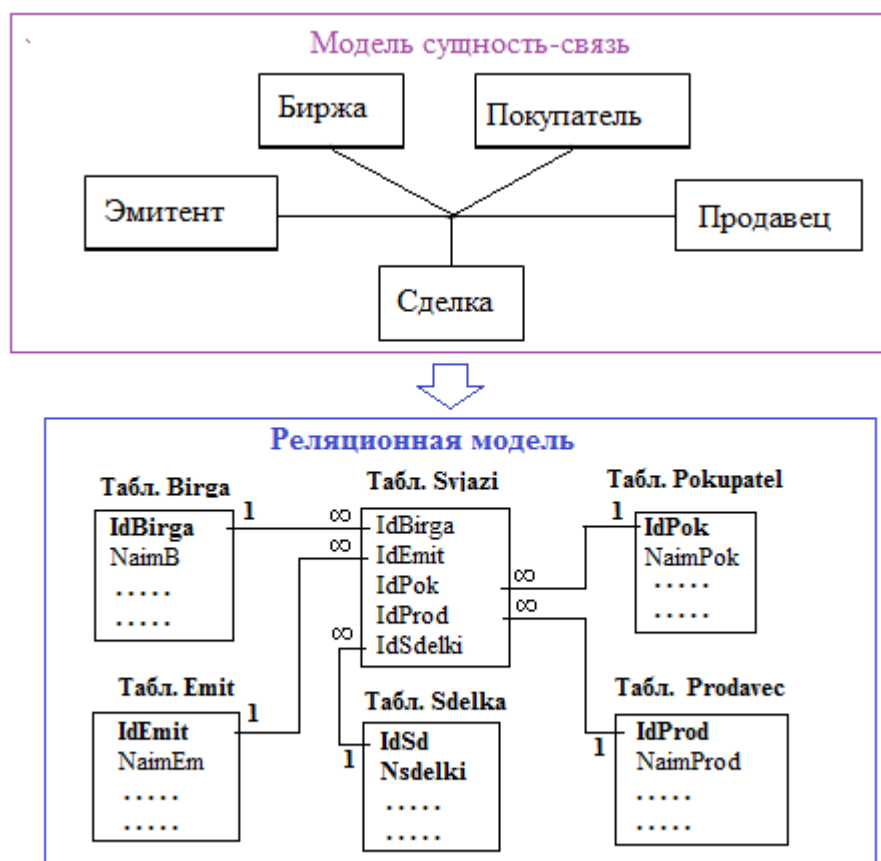 Модель сущность-связь
Биржа
Покупатель
Эмитент
Продавец
Сделка
Реляционная модель
Табл. Birga
IdBirga
NaimB
.....
.....
1
∞
Табл. Svjazi
IdBirga
IdEmit
IdPok
IdProd
IdSdelki
∞
∞
∞
∞
Табл. Pokupatel
1
IdPok
NaimPok
.....
.....
Табл. Emit
1
IdEmit
NaimEm
.....
.....
Табл. Sdelka
1
IdSd
Nsdelki
.....
.....
Табл. Prodavec
1
IdProd
NaimProd
.....
.....